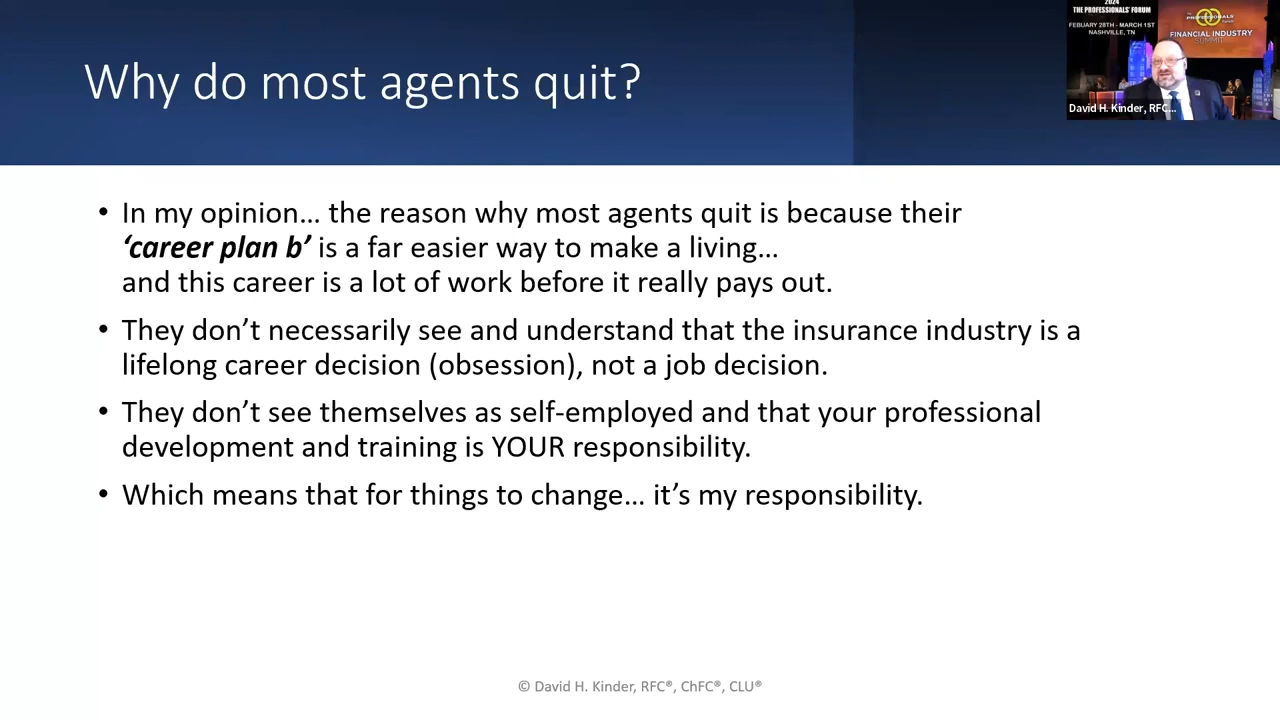 Why do most agents quit?
2024
THE PROFESSIONALS' FORUM
FEBUARY 28TH - MARCH 1ST
NASHVILLE, TN
PROFESSIONALS
FINANCIAL INDUSTRY
SUMMIT
David H. Kinder, RFC...
• In my opinion... the reason why most agents quit is because their
‘career plan b’ is a far easier way to make a living...
and this career is a lot of work before it really pays out.
• They don’t necessarily see and understand that the insurance industry is a
lifelong career decision (obsession), not a job decision.
• They don’t see themselves as self-employed and that your professional
development and training is YOUR responsibility.
• Which means that for things to change... it’s my responsibility.
© David H. Kinder, RFC®, ChFC®, CLU®